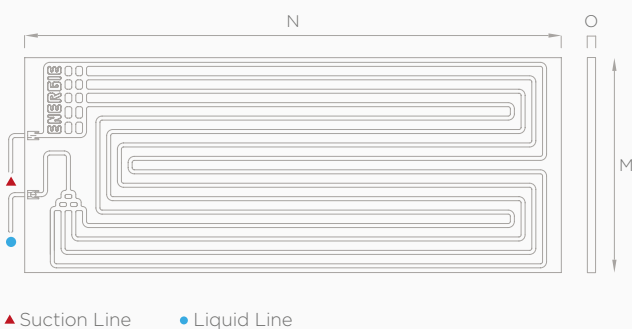 N
O
ENERGIE
M
Suction Line
Liquid Line